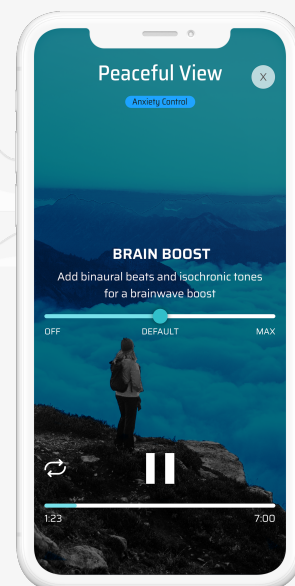 Peaceful View
X
Anxiety Control
BRAIN BOOST
Add binaural beats and isochronic tones
for a brainwave boost
OFF DEFAULT MAX
1:23 7:00